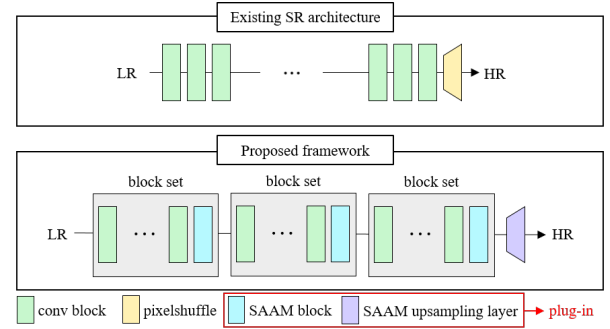 Existing SR architecture
LR
...
HR
Proposed framework
block set block set block set
LR
... ... ...
HR
conv block pixelshuffle SAAM block SAAM upsampling layer plug-in